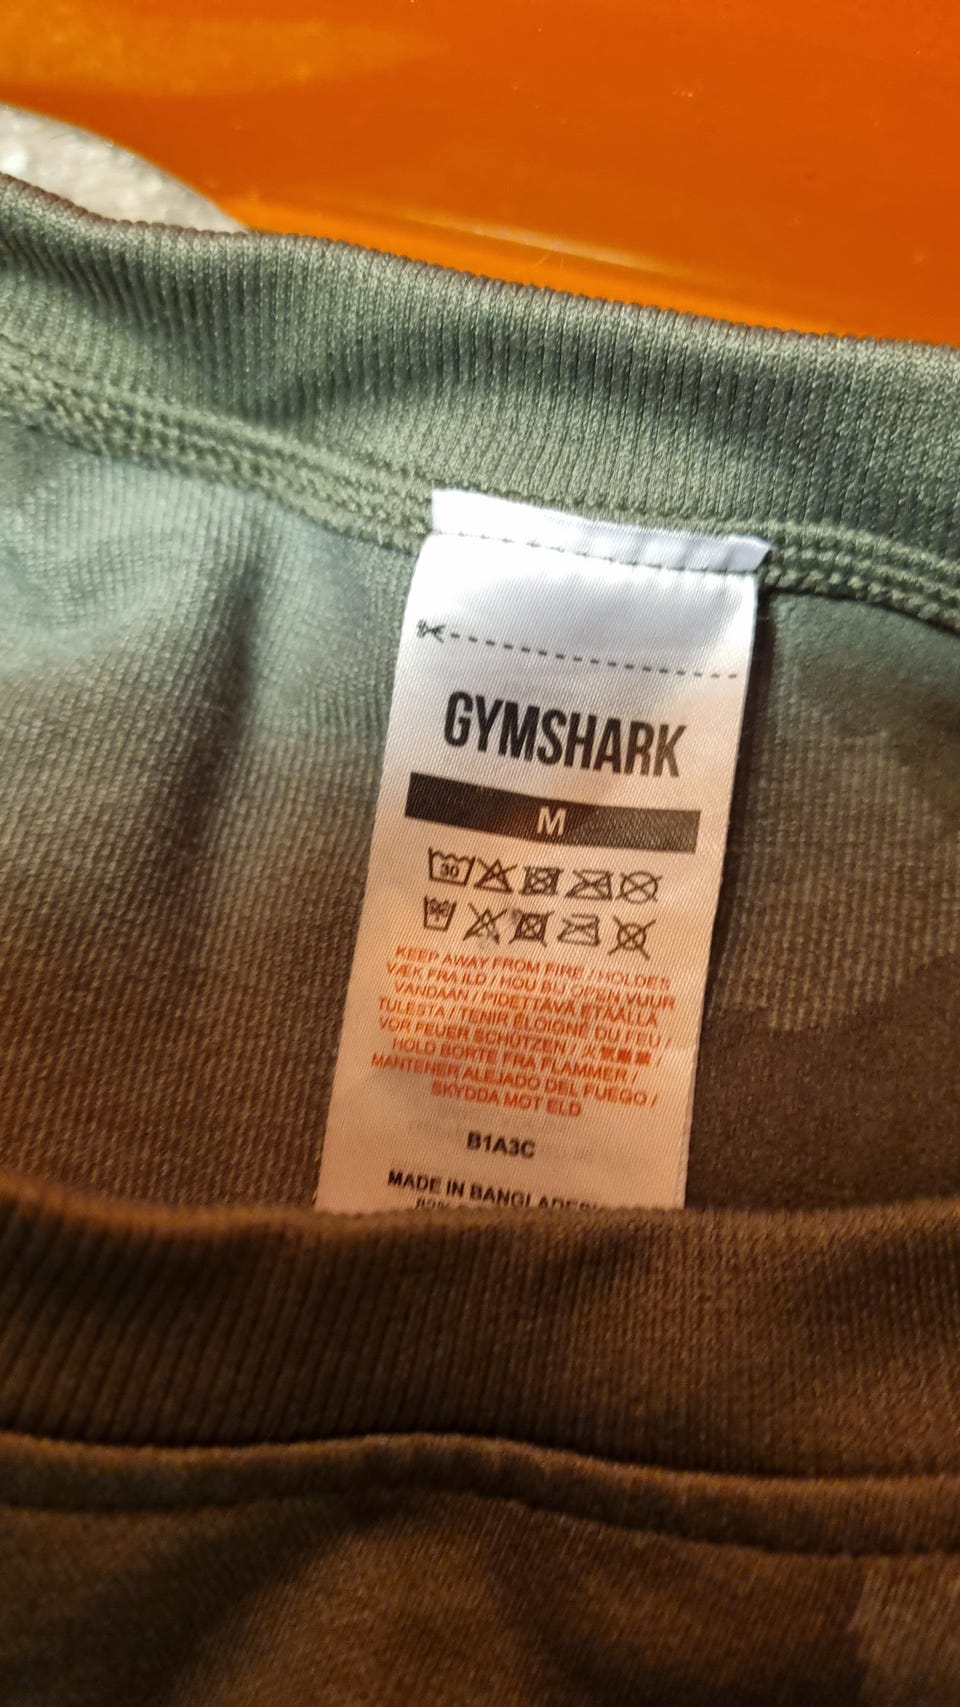 GYMSHARK
M
30
KEEP AWAY FROM FIRE / HOLDES
VÆK FRA ILD / HOU BIJ OPEN VUUR
VANDAAN / PIDETTÄVÄ ETÄÄLLÄ
TULESTA / TENIR ÉLOIGNÉ DU FEU /
VOR FEUER SCHÜTZEN /
HOLD BORTE FRA FLAMMER /
MANTENER ALEJADO DEL FUEGO /
SKYDDA MOT ELD
B1A3C
MADE IN